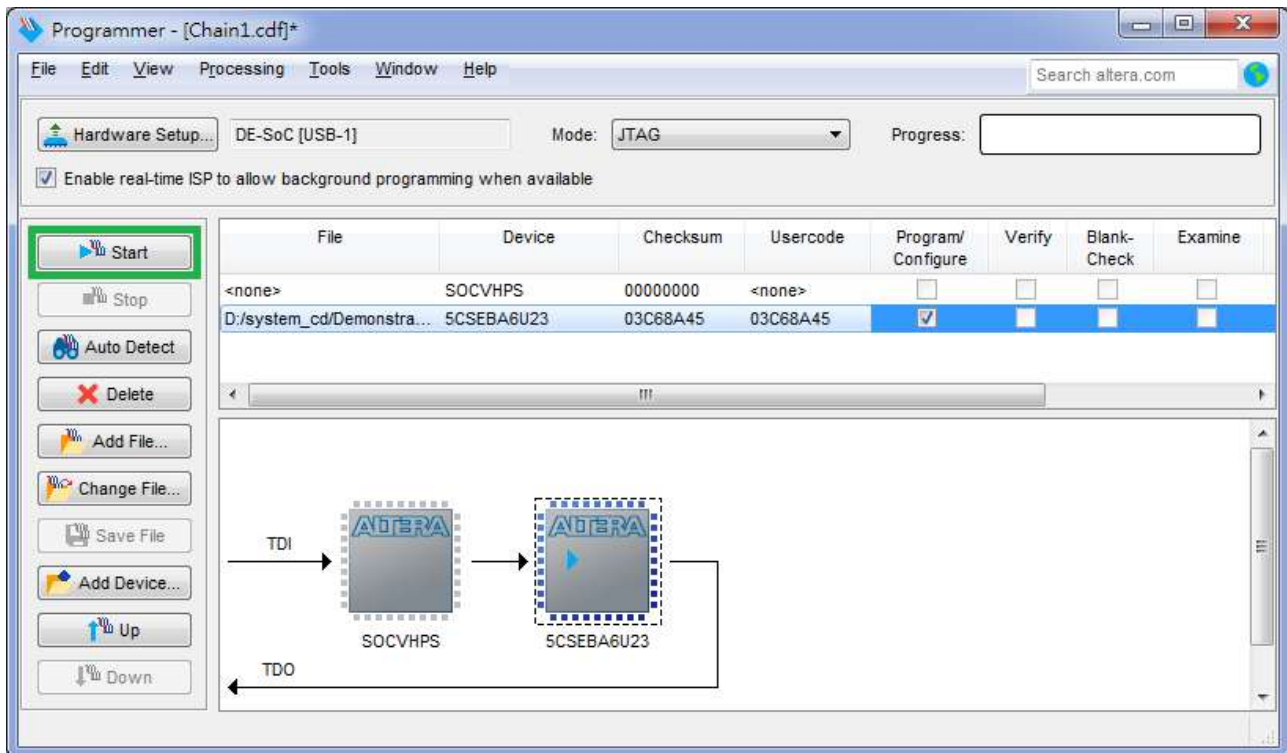 Programmer - [Chain1.cdf]*
File Edit View Processing Tools Window Help
Search altera.com
Hardware Setup... DE-SoC [USB-1] Mode: JTAG Progress:
Enable real-time ISP to allow background programming when available
Start
Stop
Auto Detect
Delete
Add File...
Change File...
Save File
Add Device...
Up
Down
File Device Checksum Usercode Program/ Verify Blank- Examine
Configure Check
<none> SOCVHPS 00000000 <none>
D:/system_cd/Demonstra... 5CSEBA6U23 03C68A45 03C68A45
ALTERA ALTERA
TDI
SOCVHPS 5CSEBA6U23
TDO